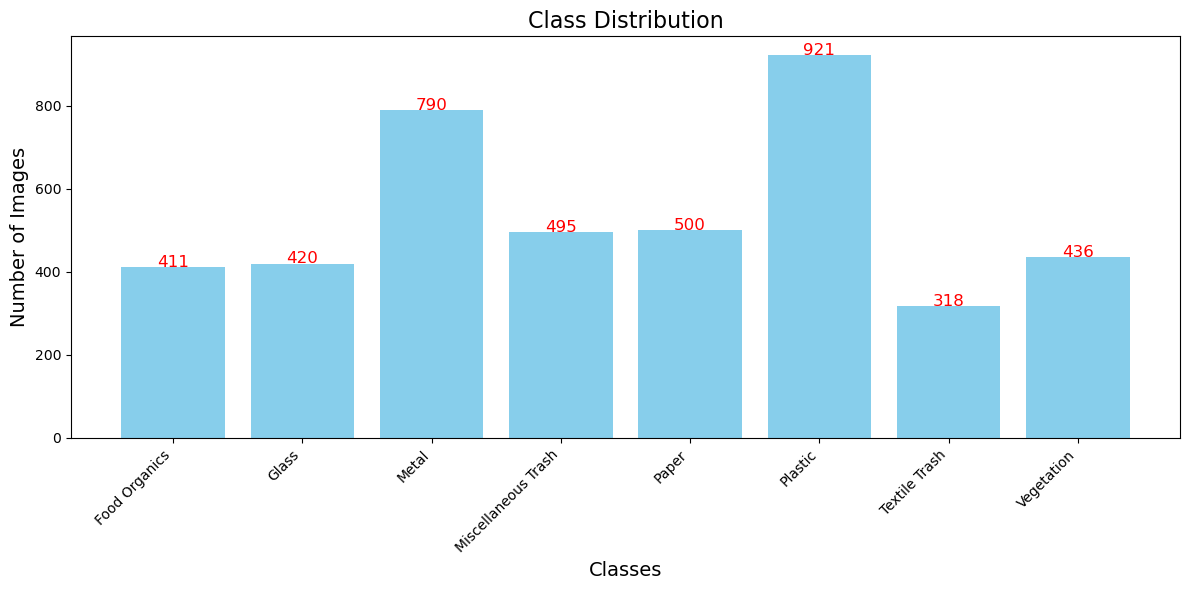 Class Distribution
Number of Images
800
600
400
200
0
411
420
790
495
500
921
318
436
Food Organics
Glass
Metal
Miscellaneous Trash
Paper
Plastic
Textile Trash
Vegetation
Classes